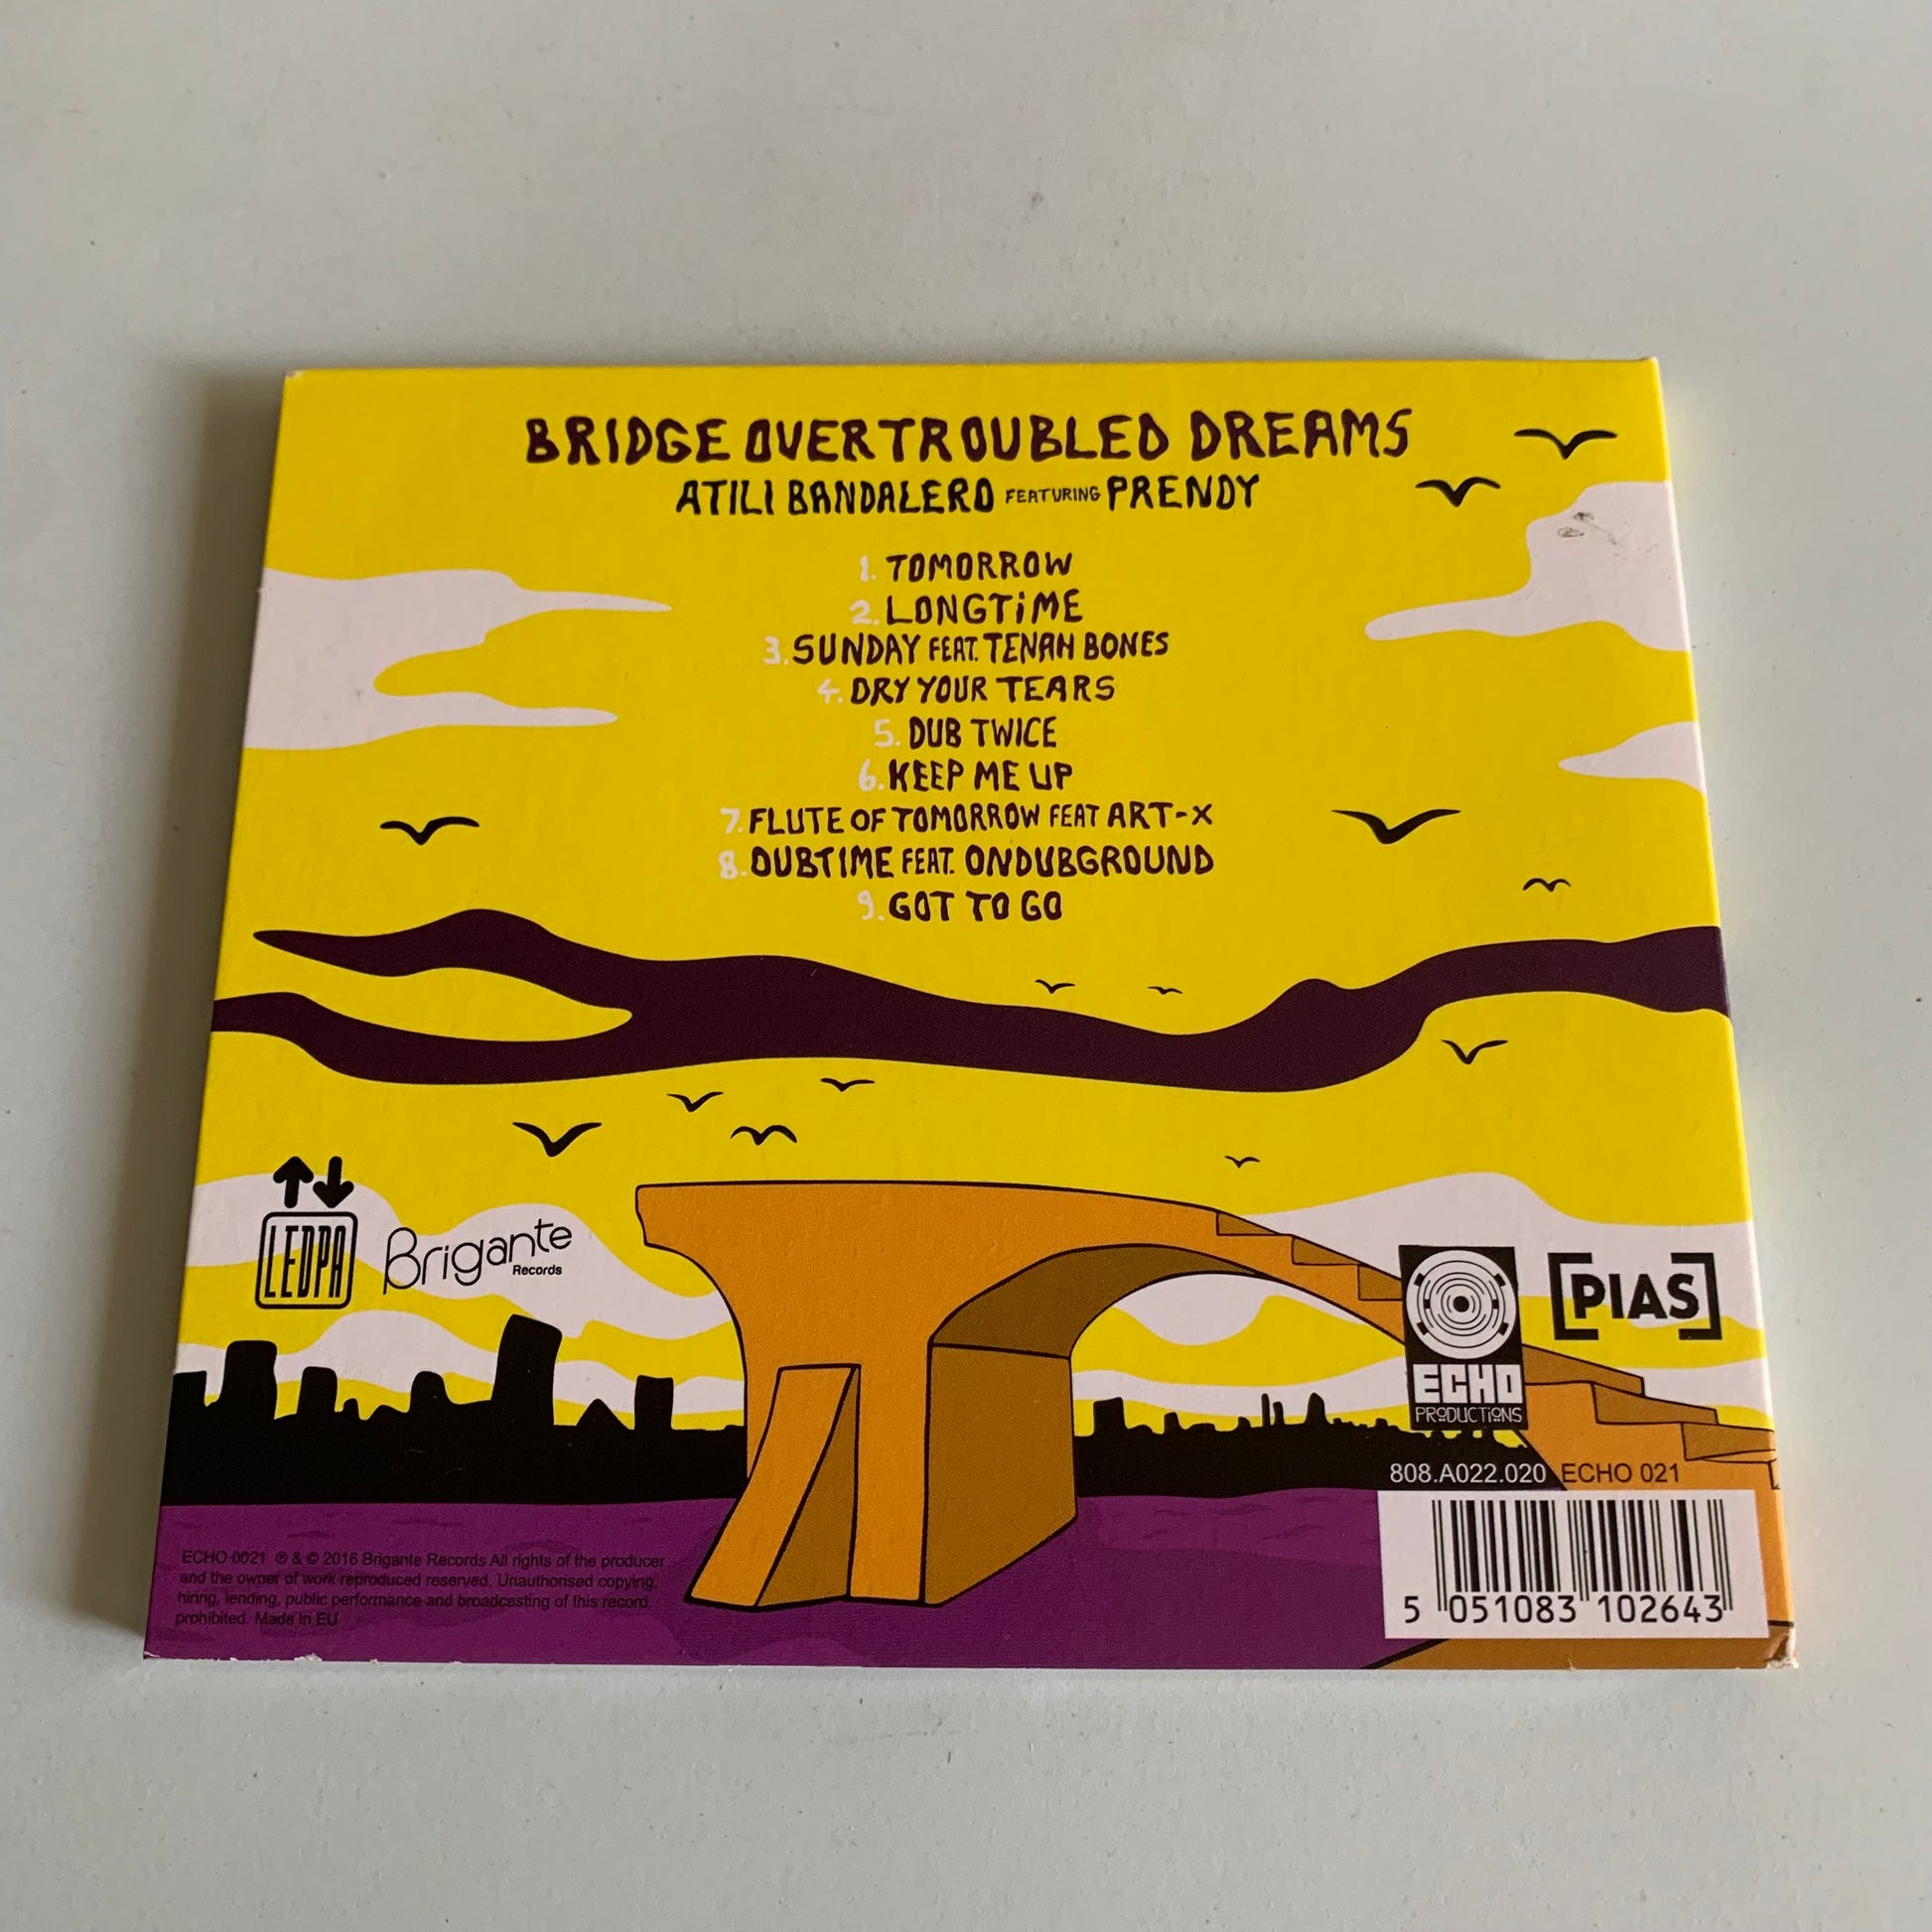 BRIDGE OVER TROUBLED DREAMS
ATILI BANDALERO FEATURING PRENDY
1. TOMORROW
2. LONGTiME
3. SUNDAY FEAT. TENAH BONES
4. DRY YOUR TEARS
5. DUB TWICE
6. KEEP ME UP
7. FLUTE OF TOMORROW FEAT ART-X
8. DUBTIME FEAT. ONDUBGROUND
9. GOT TO GO
LEDPA
Brigante
Records
ECHO
PRODUCTiONS
[PIAS]
808.A022.020 ECHO 021
ECHO 0021 ℗ & © 2016 Brigante Records All rights of the producer
and the owner of work reproduced reserved. Unauthorised copying,
hiring, lending, public performance and broadcasting of this record
prohibited. Made in EU
5 051083 102643